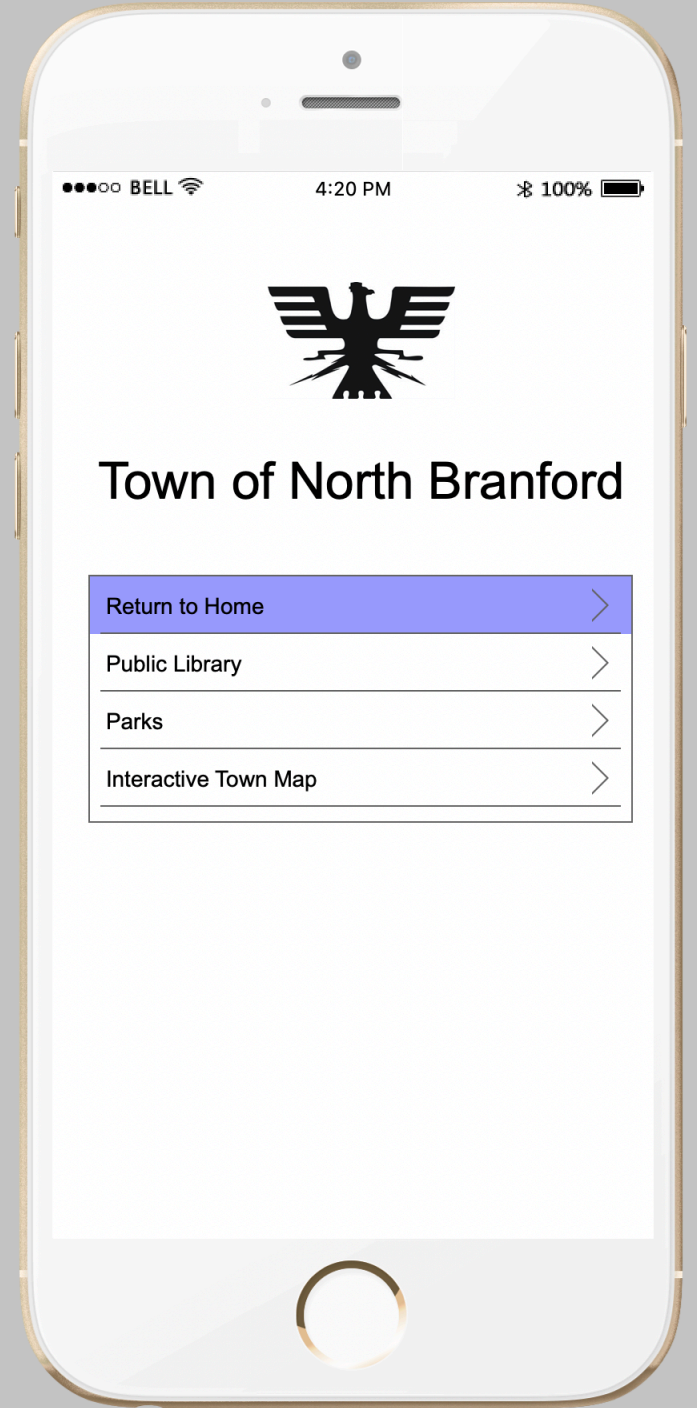 BELL
4:20 PM
100%
Town of North Branford
Return to Home
Public Library
Parks
Interactive Town Map